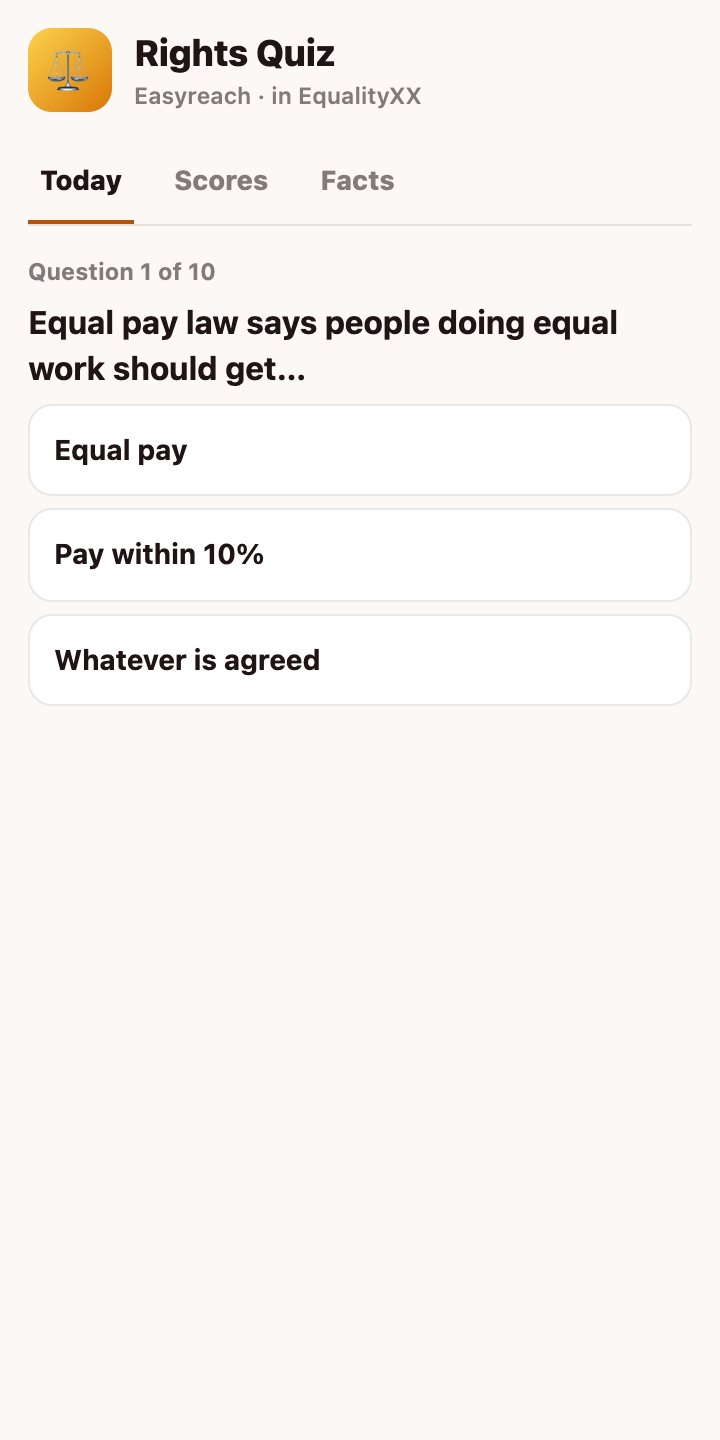 Rights Quiz
Easyreach · in EqualityXX
Today Scores Facts
Question 1 of 10
Equal pay law says people doing equal
work should get...
Equal pay
Pay within 10%
Whatever is agreed